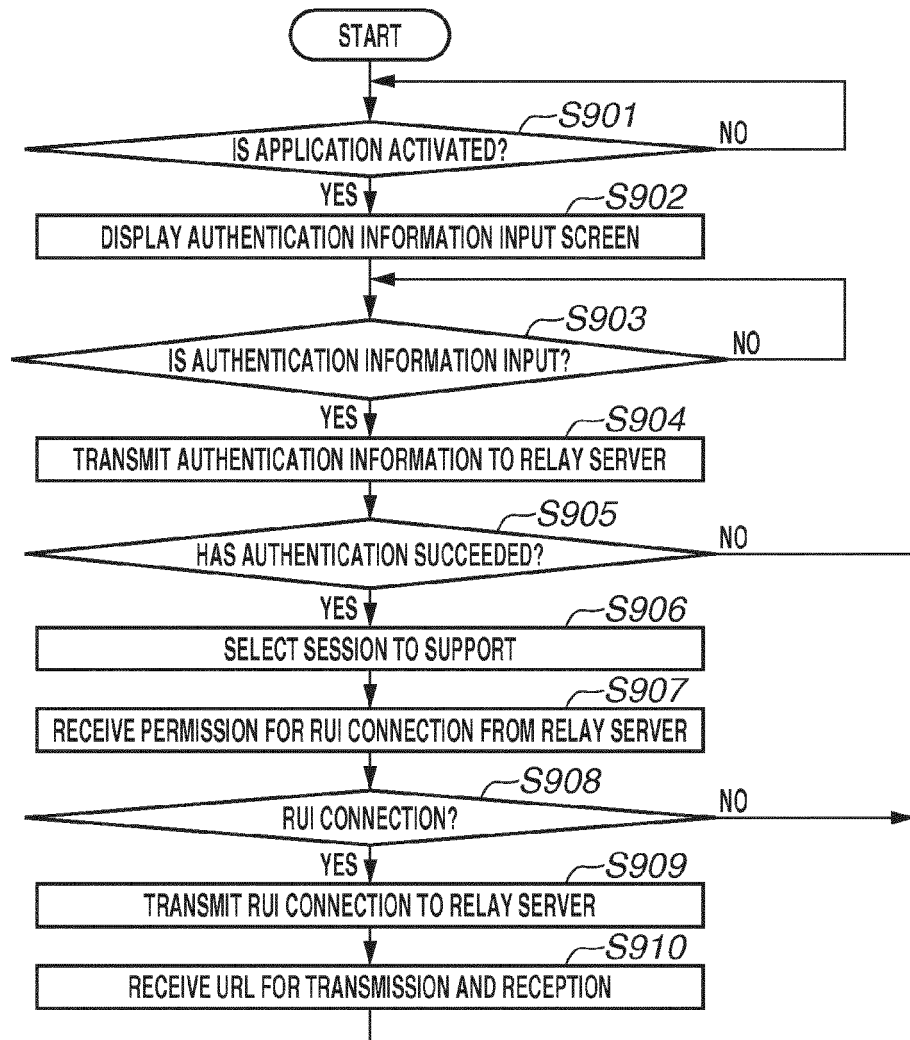 START
S901
IS APPLICATION ACTIVATED?
NO
YES
S902
DISPLAY AUTHENTICATION INFORMATION INPUT SCREEN
S903
IS AUTHENTICATION INFORMATION INPUT?
NO
YES
S904
TRANSMIT AUTHENTICATION INFORMATION TO RELAY SERVER
S905
HAS AUTHENTICATION SUCCEEDED?
NO
YES
S906
SELECT SESSION TO SUPPORT
S907
RECEIVE PERMISSION FOR RUI CONNECTION FROM RELAY SERVER
S908
RUI CONNECTION?
NO
YES
S909
TRANSMIT RUI CONNECTION TO RELAY SERVER
S910
RECEIVE URL FOR TRANSMISSION AND RECEPTION